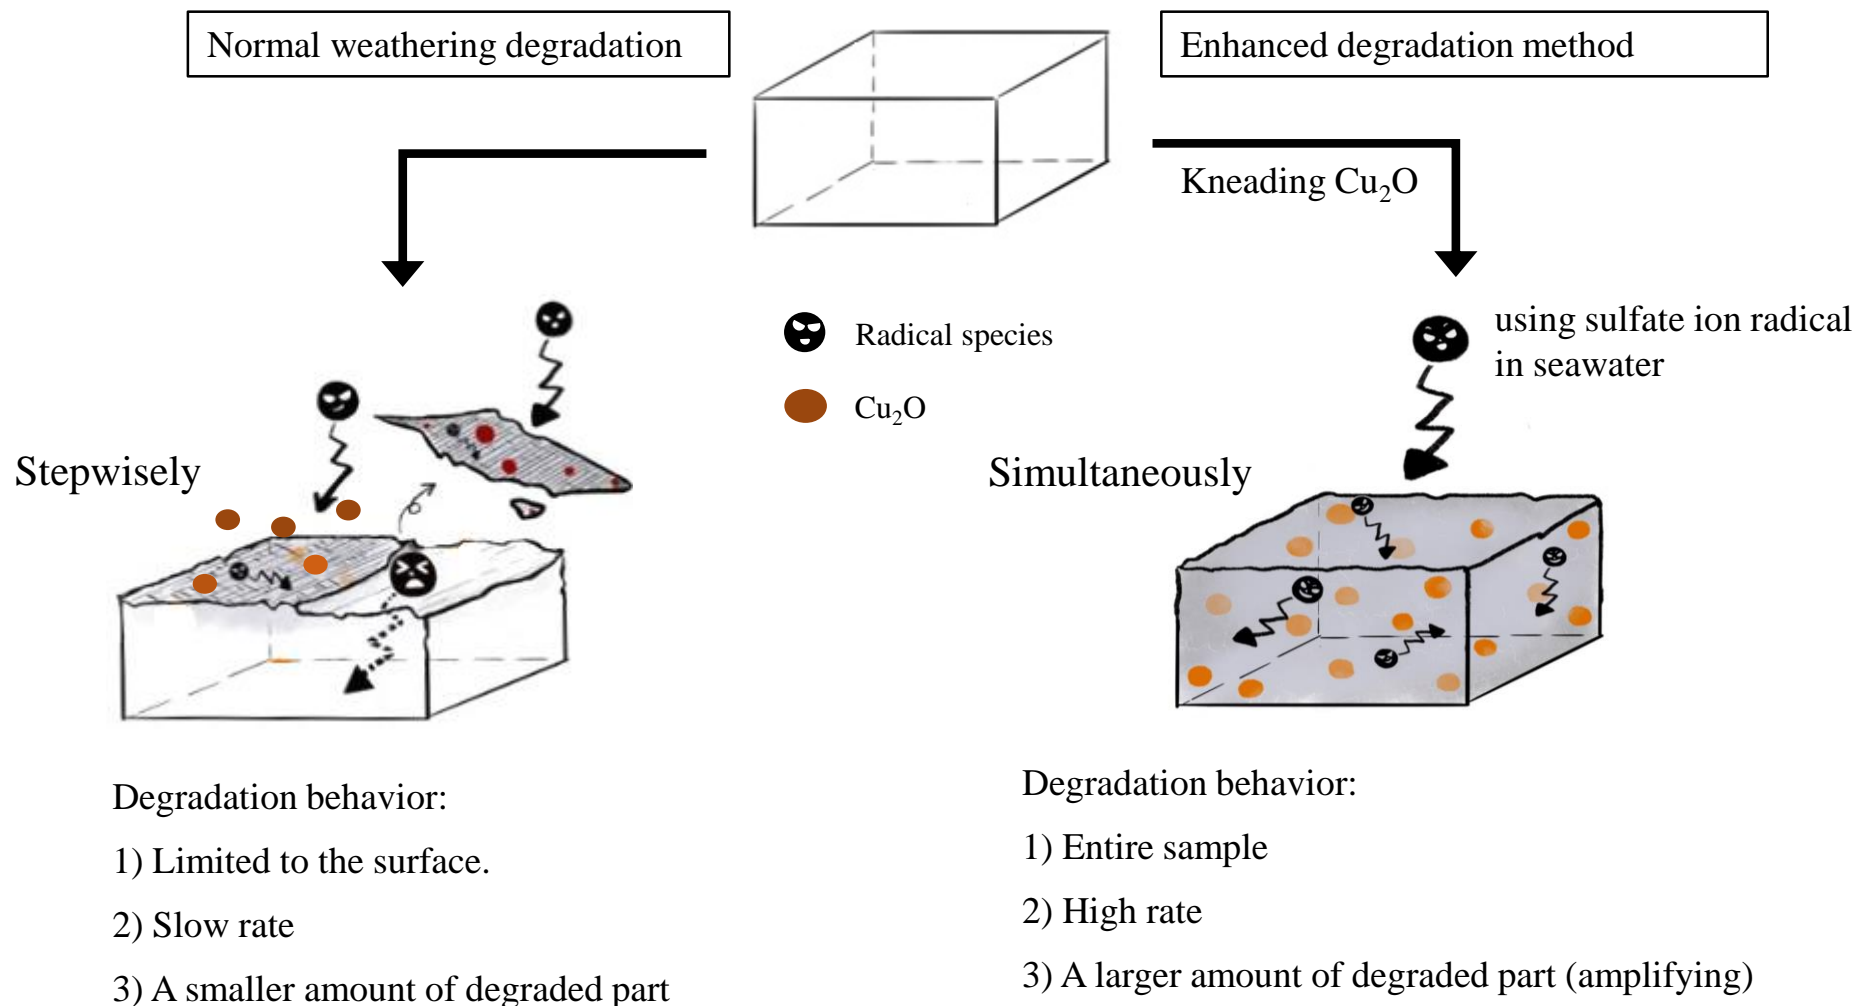 Normal weathering degradation
Enhanced degradation method
Kneading Cu₂O
Radical species
Cu₂O
using sulfate ion radical
in seawater
Stepwisely
Simultaneously
Degradation behavior:
1) Limited to the surface.
2) Slow rate
3) A smaller amount of degraded part
Degradation behavior:
1) Entire sample
2) High rate
3) A larger amount of degraded part (amplifying)